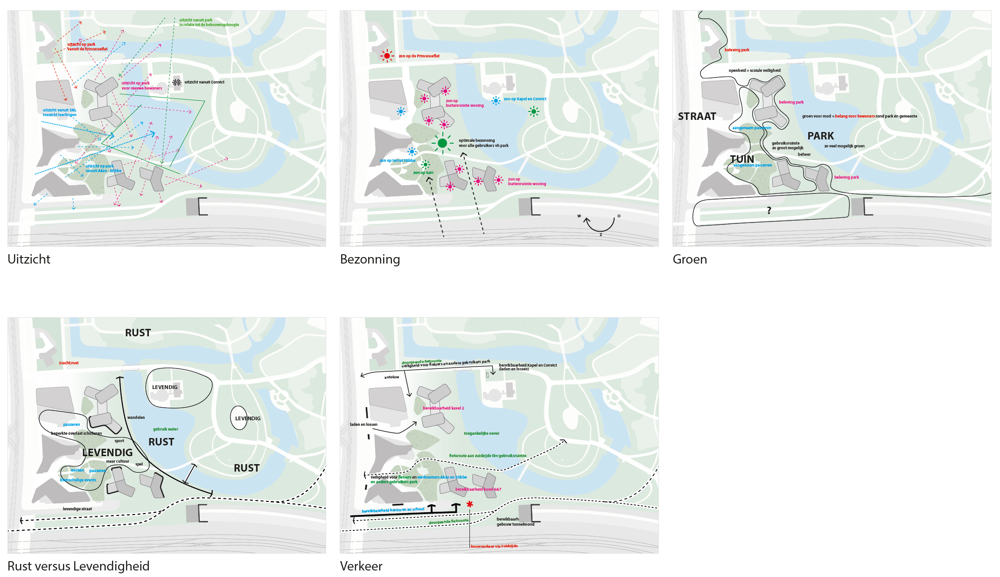 uitzicht vanuit park
in relatie tot de bebouwingshoogte
uitzicht op park
vanuit de Princesseflat
uitzicht op park
voor nieuwe bewoners
uitzicht vanuit Convict
uitzicht vanuit SNL
toezicht leerlingen
uitzicht op park
vanuit Akzo - Stibbe
Uitzicht
zon op de Princesseflat
zon op
buitenruimte woning
zon op Kapel en Convict
optimale bezonning
voor alle gebruikers vh park
zon op terras Stibbe
zon op tuin
zon op
buitenruimte woning
W
O
Z
Bezonning
beleving park
openheid = scoiale veiligheid
beleving park
STRAAT
groen voor rood = belang voor bewoners rond park én gemeente
aangenaam pauzeren
PARK
gebruiksruimte
zo groot mogelijk
zo veel mogelijk groen
beheer
TUIN
aangenaam pauzeren
beleving park
?
Groen
RUST
(nacht)rust
LEVENDIG
wandelen
LEVENDIG
pauzeren
gebruik water
beperkte overlast scholieren
sport
RUST
LEVENDIG
meer cultuur
spel
RUST
werken
pauzeren
kleinschalige events
levendige straat
Rust versus Levendigheid
doorgaande fietsroute
veiligheid voor fietsers en andere gebruikers park
bereikbaarheid Kapel en Convict
(laden en lossen)
autoluw
bereikbaarheid kavel 2
laden en lossen
toegankelijke oever
fietsroute aan zuidzijde tbv gebruiksruimte
veiligheid voor fietsers en werknemers Akzo en Stibbe
en andere gebruikers park
bereikbaarheid kavel 6&7
bereikbaarheid kantoren en school
doorgaande fietsroute
bereikbaarh
gebouw tunnelmond
bouwverkeer via zuidzijde
Verkeer